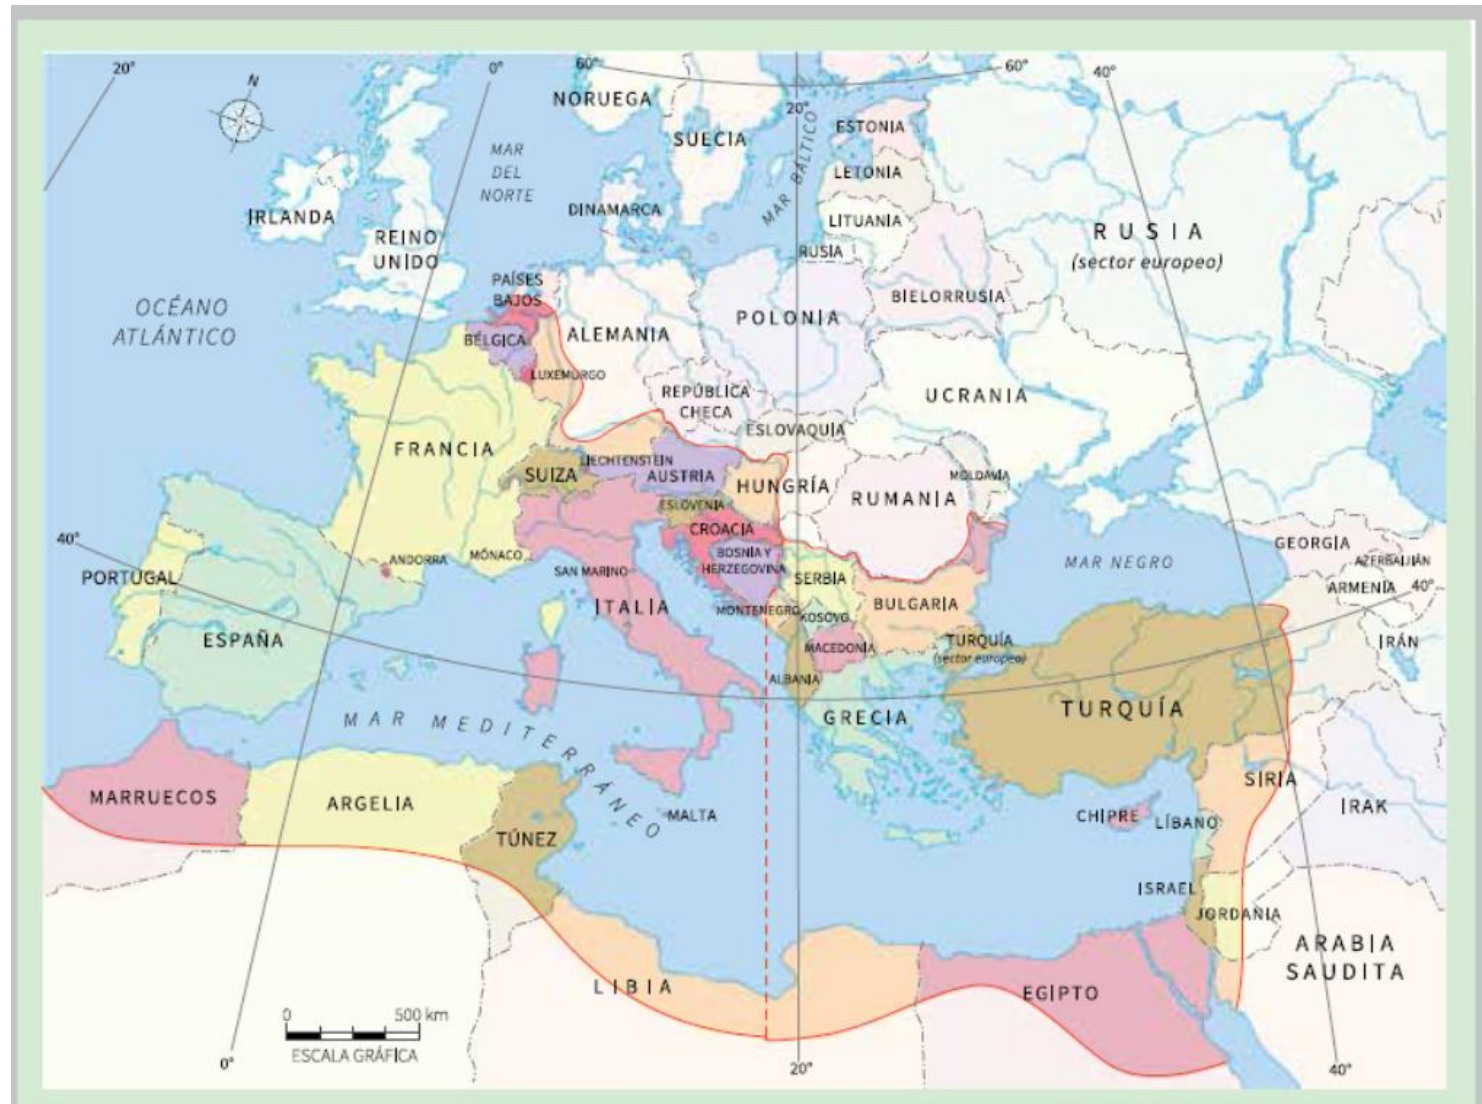 20°
N
0°
60°
NORUEGA
20°
60°
40°
SUECIA
MAR BÁLTICO
ESTONIA
LETONIA
LITUANIA
RUSIA
MAR
DEL
NORTE
DINAMARCA
IRLANDA
REINO
UNIDO
RUSIA
(sector europeo)
PAÍSES
BAJOS
BIELORRUSIA
OCÉANO
ATLÁNTICO
BÉLGICA
ALEMANIA
POLONIA
LUXEMURGO
REPÚBLICA
CHECA
UCRANIA
ESLOVAQUIA
FRANCIA
SUIZA
LIECHTENSTEIN
AUSTRIA
HUNGRÍA
RUMANIA
MOLDAVIA
ESLOVENIA
CROACIA
40°
ANDORRA
MÓNACO
SAN MARINO
BOSNIA Y
HERZEGOVINA
SERBIA
MAR NEGRO
GEORGIA
AZERBAIJIÁN
ARMENIA
40°
PORTUGAL
ITALIA
MONTENEGRO
KOSOVO
BULGARIA
ESPAÑA
MACEDONIA
TURQUÍA
(sector europeo)
IRÁN
ALBANIA
GRECIA
TURQUÍA
MAR MEDITERRÁNEO
MARRUECOS
ARGELIA
TÚNEZ
MALTA
CHIPRE
LÍBANO
SIRIA
IRAK
ISRAEL
JORDANIA
ARABIA
SAUDITA
LIBIA
EGIPTO
0
500 km
ESCALA GRÁFICA
0°
20°
40°